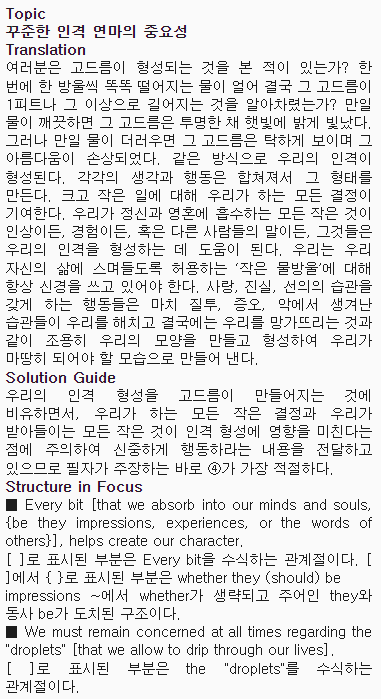 Topic
꾸준한 인격 연마의 중요성
Translation
여러분은 고드름이 형성되는 것을 본 적이 있는가? 한
번에 한 방울씩 똑똑 떨어지는 물이 얼어 결국 그 고드름이
1피트나 그 이상으로 길어지는 것을 알아차렸는가? 만일
물이 깨끗하면 그 고드름은 투명한 채 햇빛에 밝게 빛났다.
그러나 만일 물이 더러우면 그 고드름은 탁하게 보이며 그
아름다움이 손상되었다. 같은 방식으로 우리의 인격이
형성된다. 각각의 생각과 행동은 합쳐져서 그 형태를
만든다. 크고 작은 일에 대해 우리가 하는 모든 결정이
기여한다. 우리가 정신과 영혼에 흡수하는 모든 작은 것이
인상이든, 경험이든, 혹은 다른 사람들의 말이든, 그것들은
우리의 인격을 형성하는 데 도움이 된다. 우리는 우리
자신의 삶에 스며들도록 허용하는 ‘작은 물방울’에 대해
항상 신경을 쓰고 있어야 한다. 사랑, 진실, 선의의 습관을
갖게 하는 행동들은 마치 질투, 증오, 악에서 생겨난
습관들이 우리를 해치고 결국에는 우리를 망가뜨리는 것과
같이 조용히 우리의 모양을 만들고 형성하여 우리가
마땅히 되어야 할 모습으로 만들어 낸다.
Solution Guide
우리의 인격 형성을 고드름이 만들어지는 것에
비유하면서, 우리가 하는 모든 작은 결정과 우리가
받아들이는 모든 작은 것이 인격 형성에 영향을 미친다는
점에 주의하여 신중하게 행동하라는 내용을 전달하고
있으므로 필자가 주장하는 바로 ④가 가장 적절하다.
Structure in Focus
■ Every bit [that we absorb into our minds and souls,
{be they impressions, experiences, or the words of
others}], helps create our character.
[ ]로 표시된 부분은 Every bit을 수식하는 관계절이다. [
]에서 { }로 표시된 부분은 whether they (should) be
impressions ~에서 whether가 생략되고 주어인 they와
동사 be가 도치된 구조이다.
■ We must remain concerned at all times regarding the
"droplets" [that we allow to drip through our lives].
[ ]로 표시된 부분은 the "droplets"를 수식하는
관계절이다.